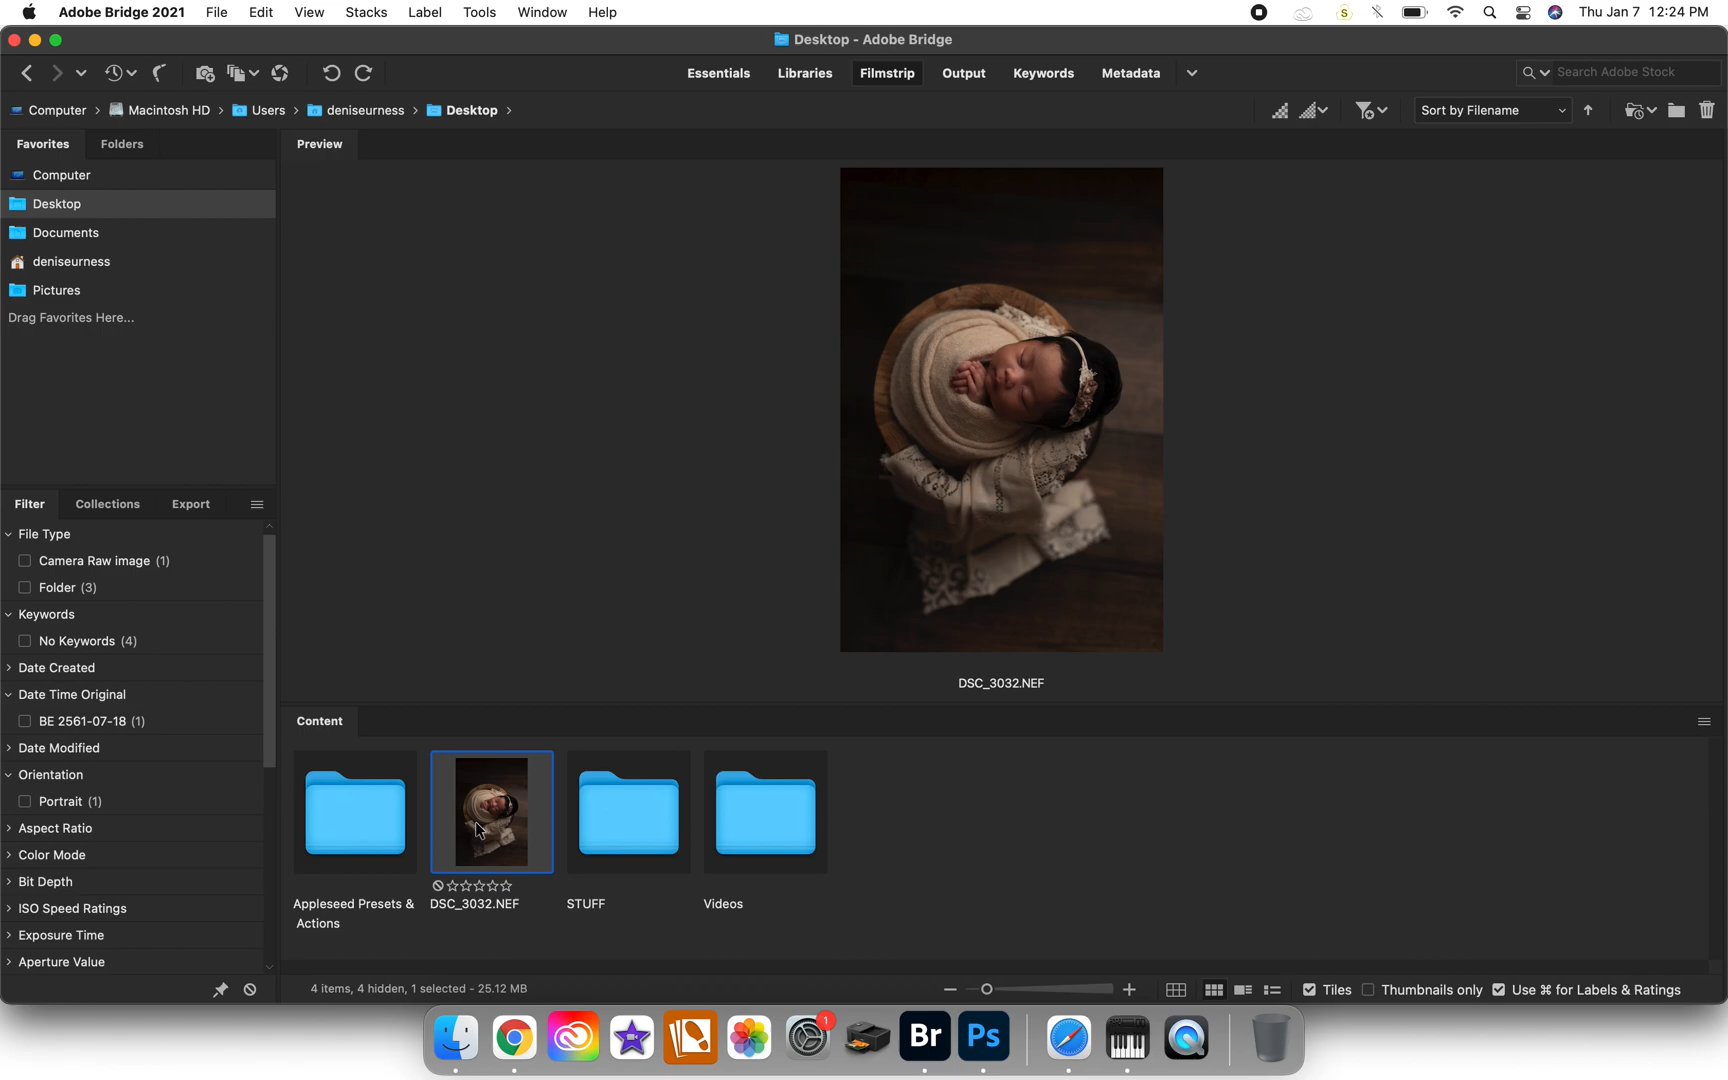 Adobe Bridge 2021 File Edit View Stacks Label Tools Window Help S Thu Jan 7 12:24 PM
Desktop - Adobe Bridge
Essentials Libraries Filmstrip Output Keywords Metadata Search Adobe Stock
Computer > Macintosh HD > Users > deniseurness > Desktop > Sort by Filename
Favorites Folders Preview
Computer
Desktop
Documents
deniseurness
Pictures
Drag Favorites Here...
Filter Collections Export
File Type
Camera Raw image (1)
Folder (3)
Keywords
No Keywords (4)
Date Created
Date Time Original
BE 2561-07-18 (1)
Date Modified
Orientation
Portrait (1)
Aspect Ratio
Color Mode
Bit Depth
ISO Speed Ratings
Exposure Time
Aperture Value
DSC_3032.NEF
Content
Appleseed Presets & Actions
DSC_3032.NEF
STUFF
Videos
4 items, 4 hidden, 1 selected - 25.12 MB
Tiles Thumbnails only Use ⌘ for Labels & Ratings
1
Br Ps